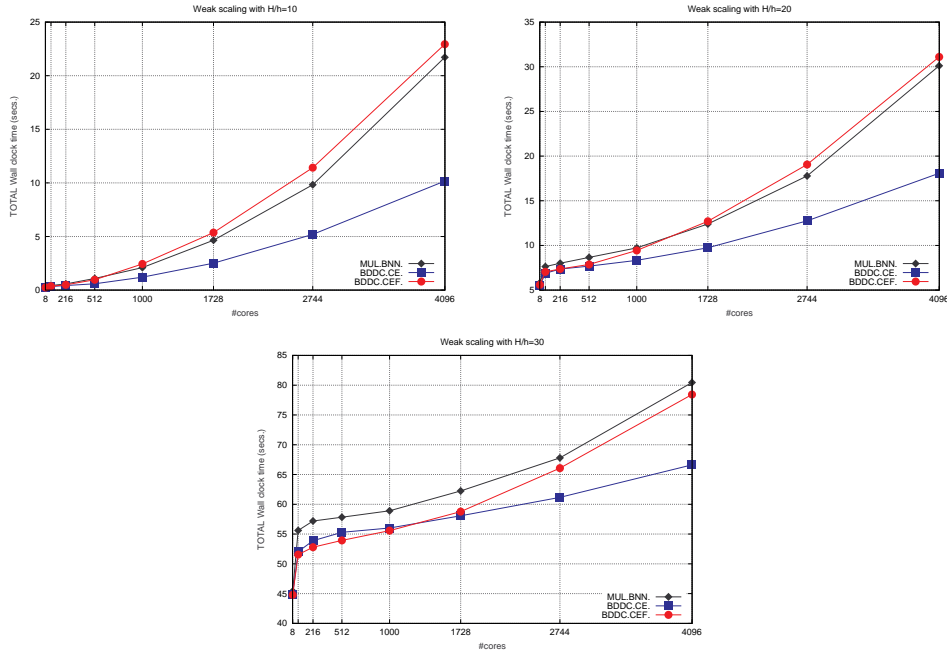 Weak scaling with H/h=10
TOTAL Wall clock time (secs.)
25
20
15
10
5
0
8 216 512 1000 1728 2744 4096
#cores
MUL.BNN.
BDDC.CE.
BDDC.CEF.
Weak scaling with H/h=20
TOTAL Wall clock time (secs.)
35
30
25
20
15
10
5
8 216 512 1000 1728 2744 4096
#cores
MUL.BNN.
BDDC.CE.
BDDC.CEF.
Weak scaling with H/h=30
TOTAL Wall clock time (secs.)
85
80
75
70
65
60
55
50
45
40
8 216 512 1000 1728 2744 4096
#cores
MUL.BNN.
BDDC.CE.
BDDC.CEF.